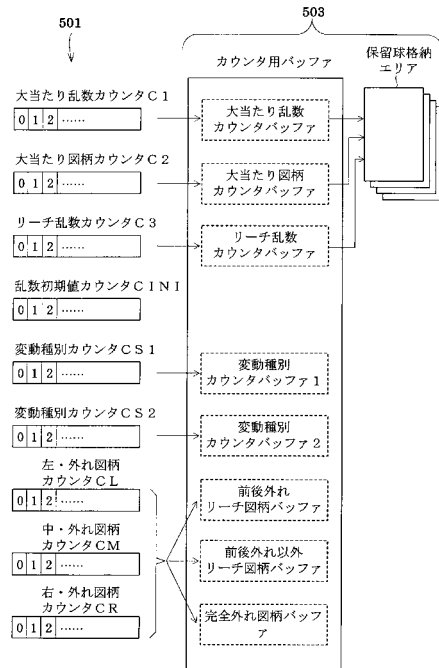 501
503
カウンタ用バッファ
保留球格納
エリア
大当たり乱数カウンタC1
0 1 2 ……
大当たり乱数
カウンタバッファ
大当たり図柄カウンタC2
0 1 2 ……
大当たり図柄
カウンタバッファ
リーチ乱数カウンタC3
0 1 2 ……
リーチ乱数
カウンタバッファ
乱数初期値カウンタCINI
0 1 2 ……
変動種別カウンタCS1
0 1 2 ……
変動種別
カウンタバッファ1
変動種別カウンタCS2
0 1 2 ……
変動種別
カウンタバッファ2
左・外れ図柄
カウンタCL
0 1 2 ……
前後外れ
リーチ図柄バッファ
中・外れ図柄
カウンタCM
0 1 2 ……
前後外れ以外
リーチ図柄バッファ
右・外れ図柄
カウンタCR
0 1 2 ……
完全外れ図柄バッフ
ァ